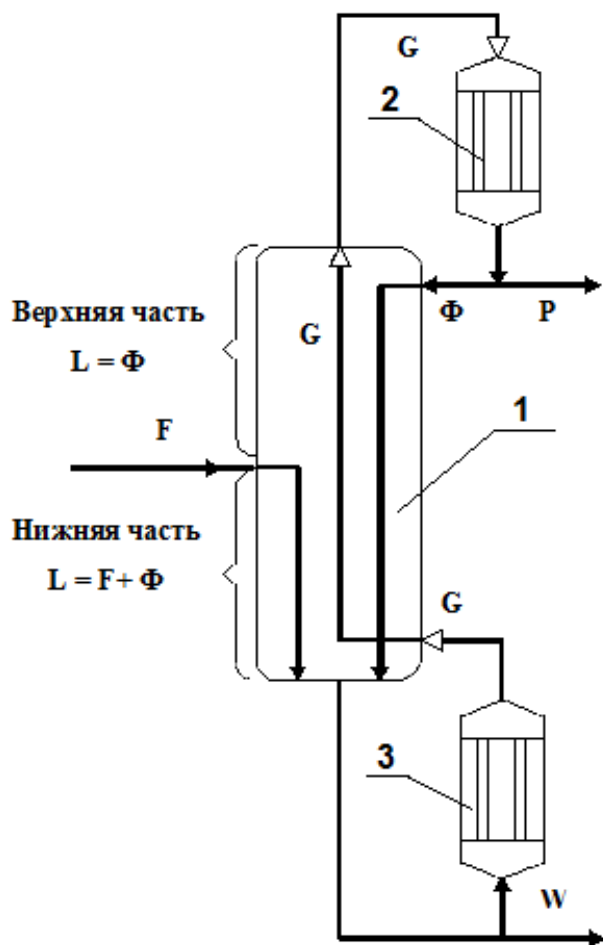 G
2
Верхняя часть
L = Φ
G
Φ
P
F
1
Нижняя часть
L = F + Φ
G
3
W